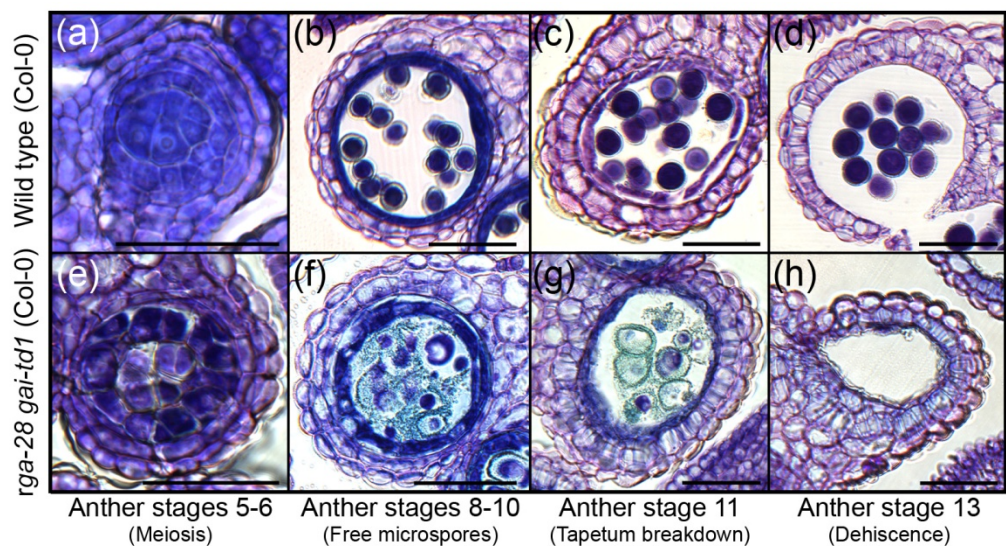 Wild type (Col-0)
(a)
(b)
(c)
(d)
rga-28 gai-td1 (Col-0)
(e)
(f)
(g)
(h)
Anther stages 5-6
(Meiosis)
Anther stages 8-10
(Free microspores)
Anther stage 11
(Tapetum breakdown)
Anther stage 13
(Dehiscence)